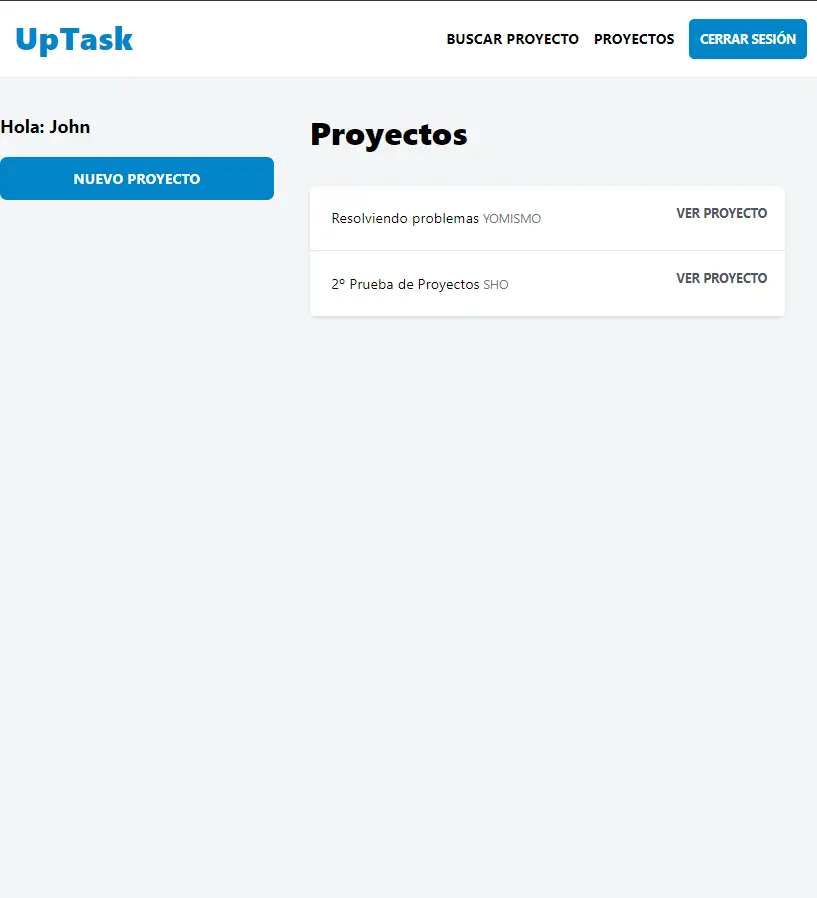 UpTask
BUSCAR PROYECTO PROYECTOS CERRAR SESIÓN
Hola: John
NUEVO PROYECTO
Proyectos
Resolviendo problemas YOMISMO VER PROYECTO
2º Prueba de Proyectos SHO VER PROYECTO